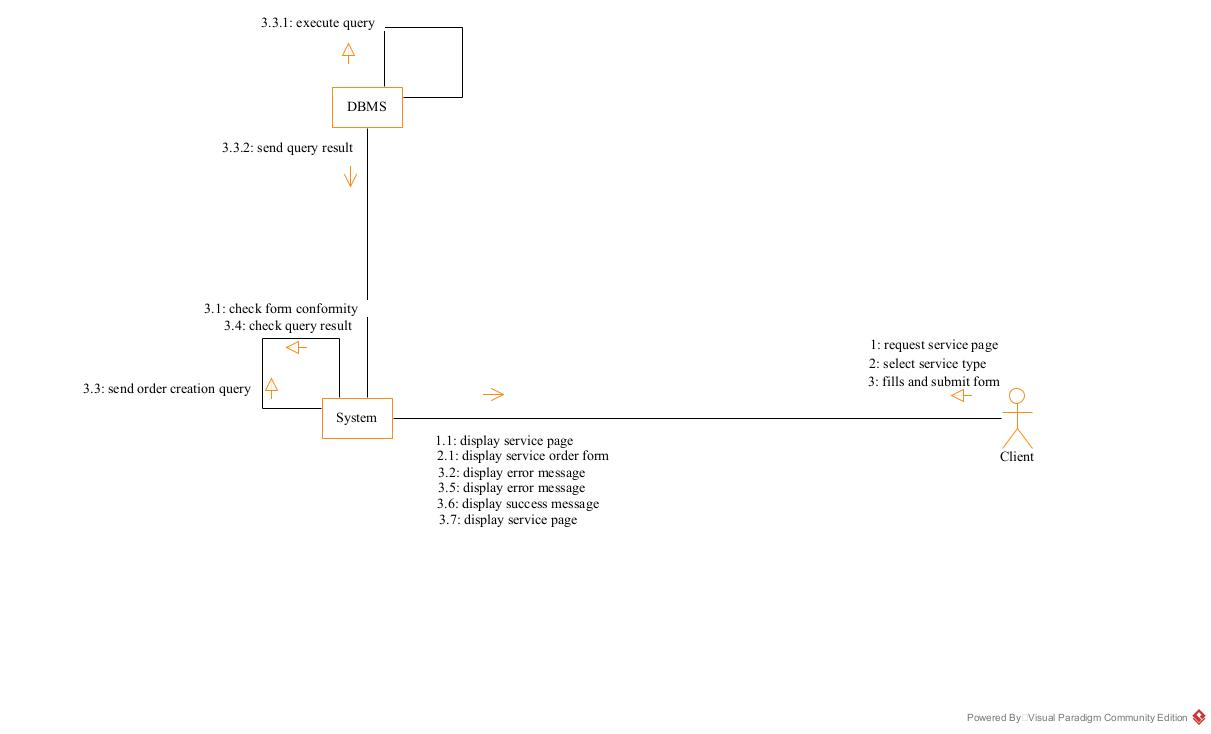 3.3.1: execute query
DBMS
3.3.2: send query result
3.1: check form conformity
3.4: check query result
3.3: send order creation query
System
1: request service page
2: select service type
3: fills and submit form
Client
1.1: display service page
2.1: display service order form
3.2: display error message
3.5: display error message
3.6: display success message
3.7: display service page
Powered By Visual Paradigm Community Edition